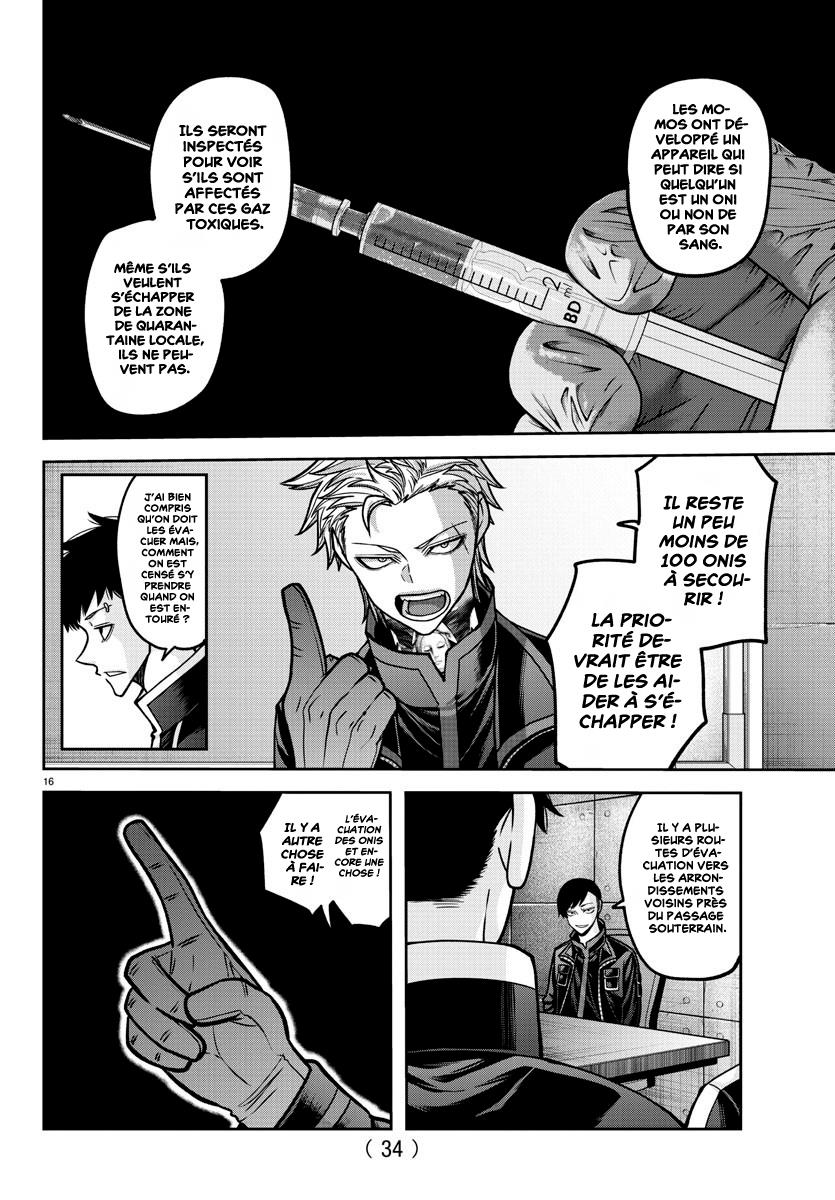 LES MO-
MOS ONT DÉ-
VELOPPÉ UN
APPAREIL QUI
PEUT DIRE SI
QUELQU'UN
EST UN ONI
OU NON DE
PAR SON
SANG.
ILS SERONT
INSPECTÉS
POUR VOIR
S'ILS SONT
AFFECTÉS
PAR CES GAZ
TOXIQUES.
MÊME S'ILS
VEULENT
S'ÉCHAPPER
DE LA ZONE
DE QUARAN-
TAINE LOCALE,
ILS NE PEU-
VENT PAS.
2
ml
BD
IL RESTE
UN PEU
MOINS DE
100 ONIS
À SECOU-
RIR !
LA PRIO-
RITÉ DE-
VRAIT ÊTRE
DE LES AI-
DER À S'É-
CHAPPER !
J'AI BIEN
COMPRIS
QU'ON DOIT
LES ÉVA-
CUER MAIS,
COMMENT
ON EST
CENSÉ S'Y
PRENDRE
QUAND ON
EST EN-
TOURÉ ?
16
IL Y A PLU-
SIEURS ROU-
TES D'ÉVA-
CUATION VERS
LES ARRON-
DISSEMENTS
VOISINS PRÈS
DU PASSAGE
SOUTERRAIN.
L'ÉVA-
CUATION
DES ONIS ET EN-
CORE UNE
CHOSE !
IL Y A
AUTRE
CHOSE À
FAIRE !
( 34 )